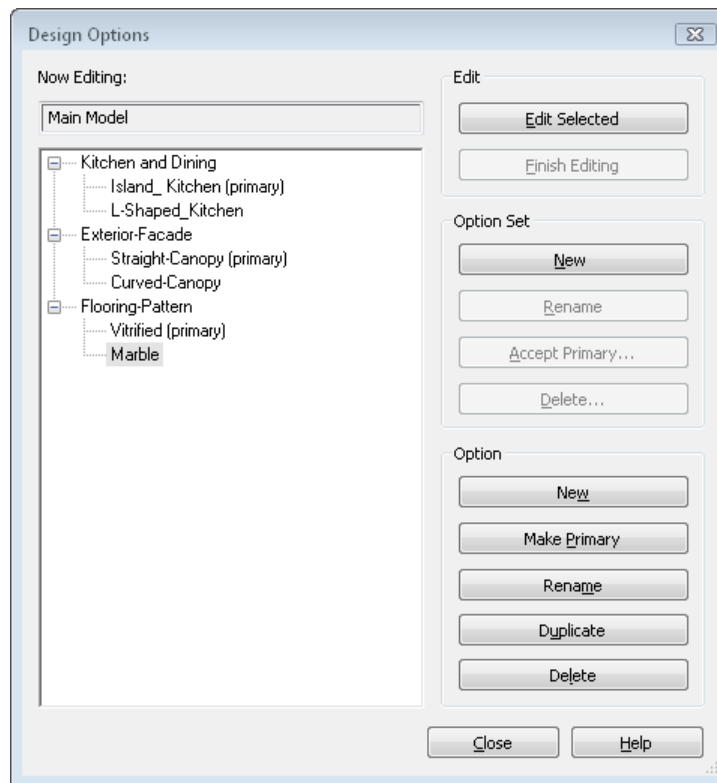 Design Options
Now Editing:
Main Model
Kitchen and Dining
Island_ Kitchen (primary)
L-Shaped_Kitchen
Exterior-Facade
Straight-Canopy (primary)
Curved-Canopy
Flooring-Pattern
Vitrified (primary)
Marble
Edit
Edit Selected
Finish Editing
Option Set
New
Rename
Accept Primary...
Delete...
Option
New
Make Primary
Rename
Duplicate
Delete
Close
Help